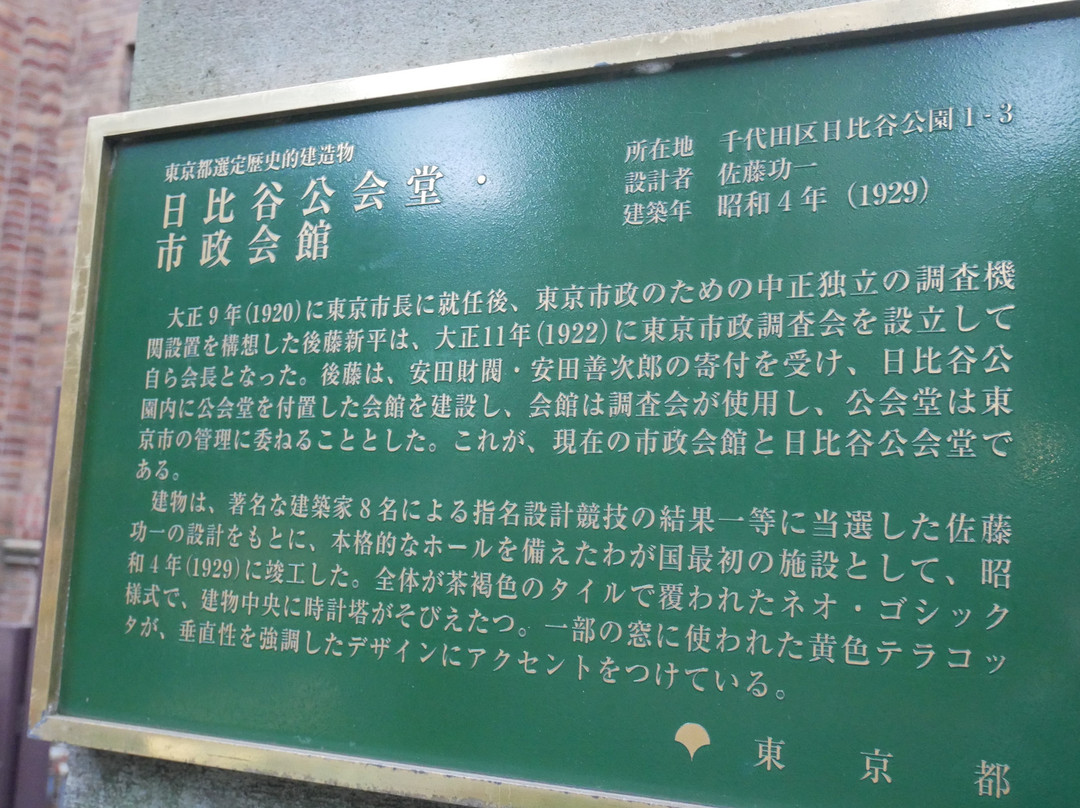 東京都選定歴史的建造物
日比谷公会堂・
市政会館
所在地 千代田区日比谷公園1-3
設計者 佐藤功一
建築年 昭和4年（1929）
大正9年(1920)に東京市長に就任後、東京市政のための中正独立の調査機
関設置を構想した後藤新平は、大正11年(1922)に東京市政調査会を設立して
自ら会長となった。後藤は、安田財閥・安田善次郎の寄付を受け、日比谷公
園内に公会堂を付置した会館を建設し、会館は調査会が使用し、公会堂は東
京市の管理に委ねることとした。これが、現在の市政会館と日比谷公会堂で
ある。
建物は、著名な建築家8名による指名設計競技の結果一等に当選した佐藤
功一の設計をもとに、本格的なホールを備えたわが国最初の施設として、昭
和4年(1929)に竣工した。全体が茶褐色のタイルで覆われたネオ・ゴシック
様式で、建物中央に時計塔がそびえたつ。一部の窓に使われた黄色テラコッ
タが、垂直性を強調したデザインにアクセントをつけている。
東京都